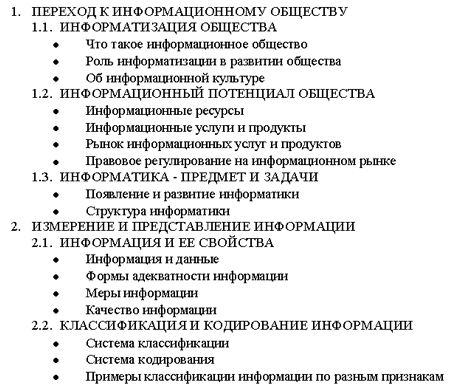 1. ПЕРЕХОД К ИНФОРМАЦИОННОМУ ОБЩЕСТВУ
1.1. ИНФОРМАТИЗАЦИЯ ОБЩЕСТВА
● Что такое информационное общество
● Роль информатизации в развитии общества
● Об информационной культуре
1.2. ИНФОРМАЦИОННЫЙ ПОТЕНЦИАЛ ОБЩЕСТВА
● Информационные ресурсы
● Информационные услуги и продукты
● Рынок информационных услуг и продуктов
● Правовое регулирование на информационном рынке
1.3. ИНФОРМАТИКА - ПРЕДМЕТ И ЗАДАЧИ
● Появление и развитие информатики
● Структура информатики
2. ИЗМЕРЕНИЕ И ПРЕДСТАВЛЕНИЕ ИНФОРМАЦИИ
2.1. ИНФОРМАЦИЯ И ЕЕ СВОЙСТВА
● Информация и данные
● Формы адекватности информации
● Меры информации
● Качество информации
2.2. КЛАССИФИКАЦИЯ И КОДИРОВАНИЕ ИНФОРМАЦИИ
● Система классификации
● Система кодирования
● Примеры классификации информации по разным признакам